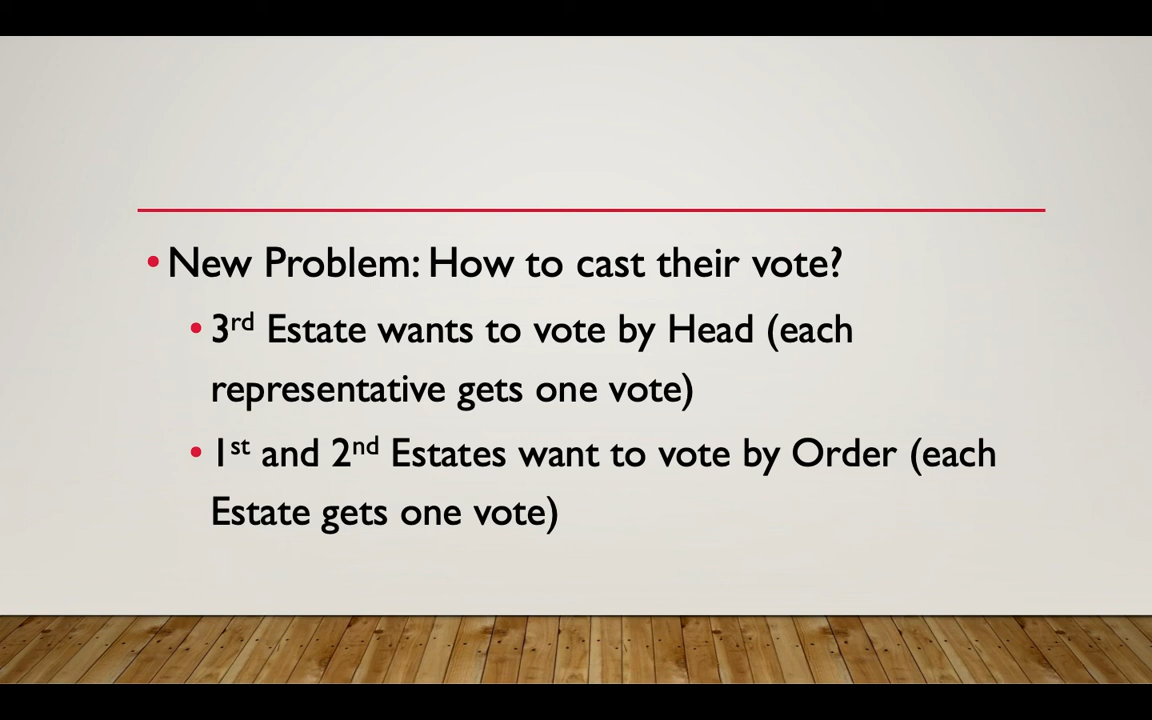 • New Problem: How to cast their vote?
• 3rd Estate wants to vote by Head (each
representative gets one vote)
• 1st and 2nd Estates want to vote by Order (each
Estate gets one vote)